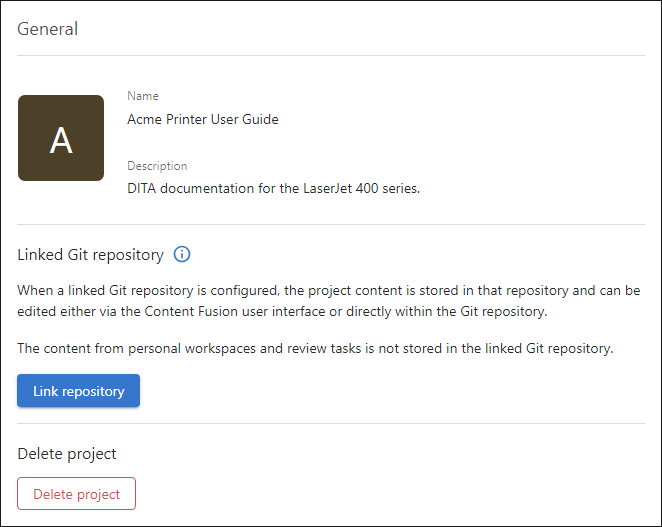 General
A
Name
Acme Printer User Guide
Description
DITA documentation for the LaserJet 400 series.
Linked Git repository
When a linked Git repository is configured, the project content is stored in that repository and can be
edited either via the Content Fusion user interface or directly within the Git repository.
The content from personal workspaces and review tasks is not stored in the linked Git repository.
Link repository
Delete project
Delete project